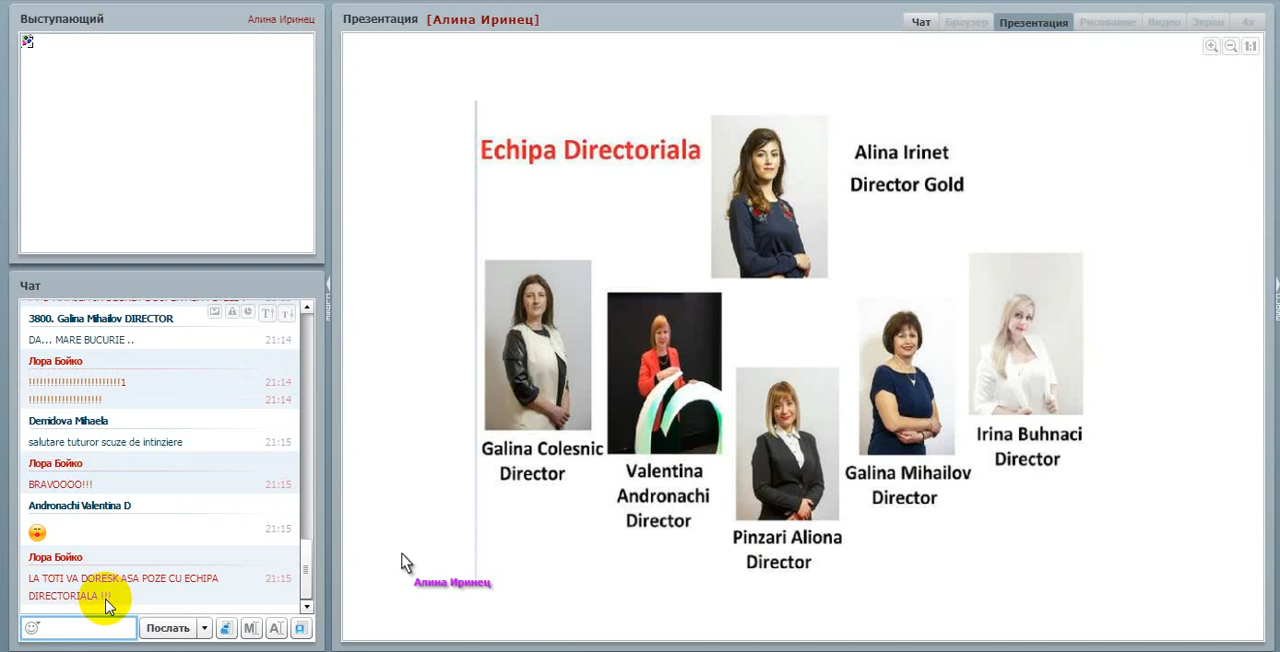 Выступающий
Алина Иринец
Чат
3800. Galina Mihailov DIRECTOR
DA... MARE BUCURIE ..
21:14
Лора Бойко
!!!!!!!!!!!!!!!!!!!!!!!!!!1
21:14
!!!!!!!!!!!!!!!!!!!!!
21:14
Demidova Mihaela
salutare tuturor scuze de intinziere
21:15
Лора Бойко
BRAVOOOO!!!
21:15
Andronachi Valentina D
21:15
Лора Бойко
LA TOTI VA DORESK ASA POZE CU ECHIPA
21:15
DIRECTORIALA !!!
Послать
Презентация [Алина Иринец]
Чат
Браузер
Презентация
Рисование
Видео
Экран
4x
1:1
Echipa Directoriala
Alina Irinet
Director Gold
Galina Colesnic
Director
Valentina
Andronachi
Director
Pinzari Aliona
Director
Galina Mihailov
Director
Irina Buhnaci
Director
Алина Иринец